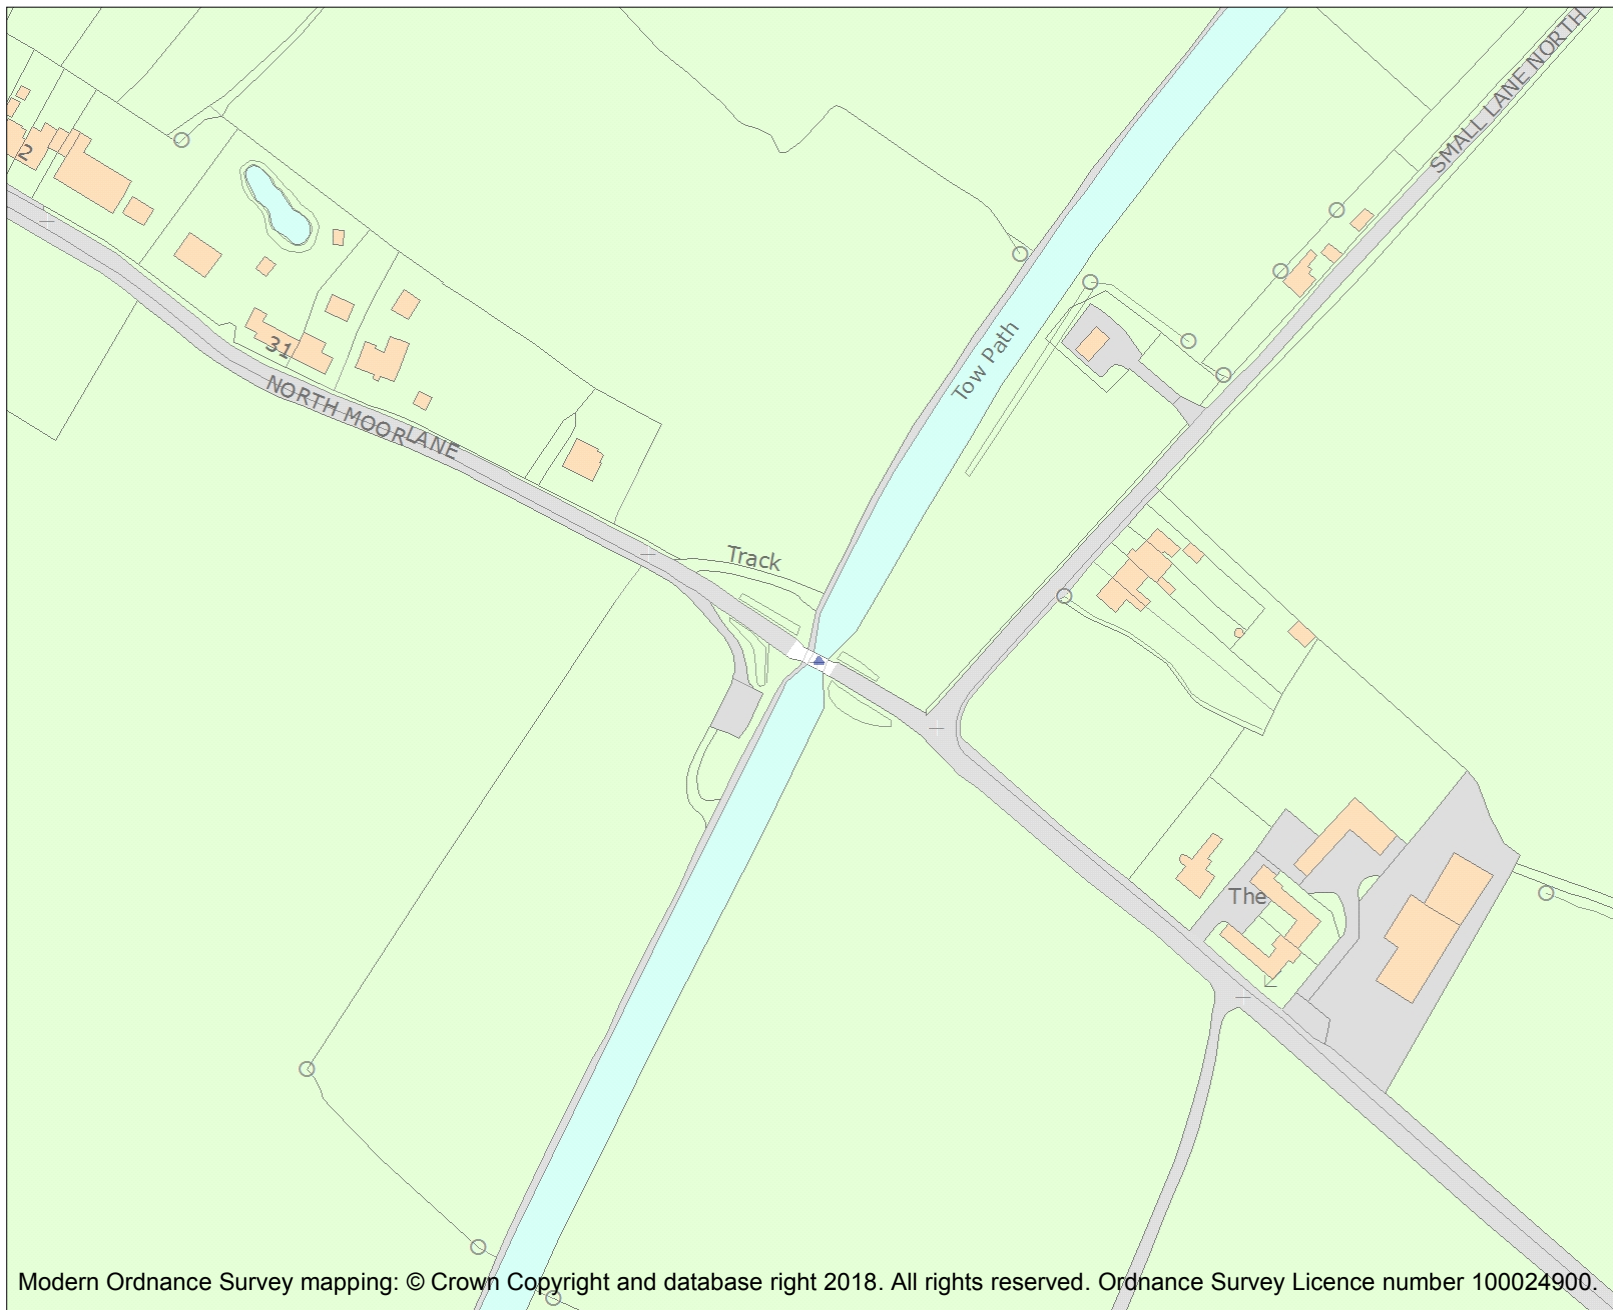 SMALL LANE NORTH
2
31
NORTH MOOR LANE
Tow Path
Track
The
Modern Ordnance Survey mapping: © Crown Copyright and database right 2018. All rights reserved. Ordnance Survey Licence number 100024900.